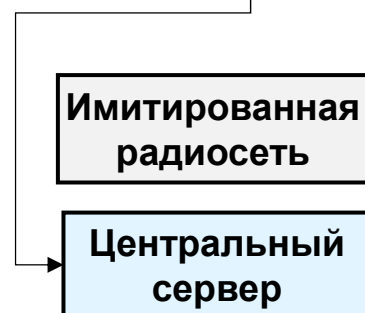 Имитированная
радиосеть
Центральный
сервер